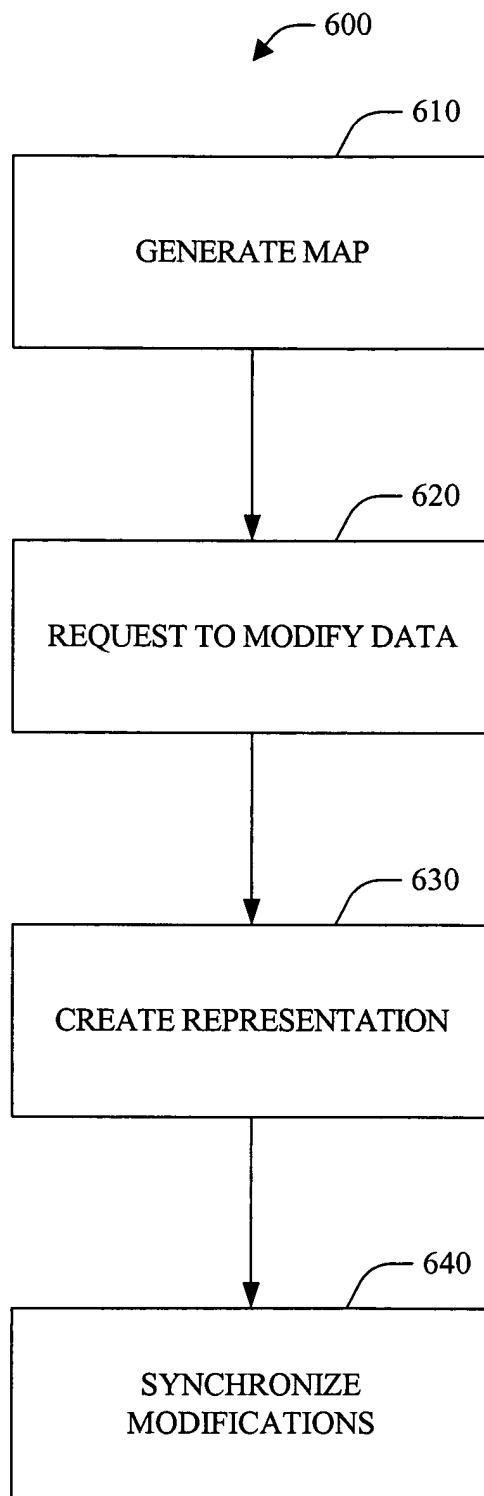 600
610
GENERATE MAP
620
REQUEST TO MODIFY DATA
630
CREATE REPRESENTATION
640
SYNCHRONIZE
MODIFICATIONS